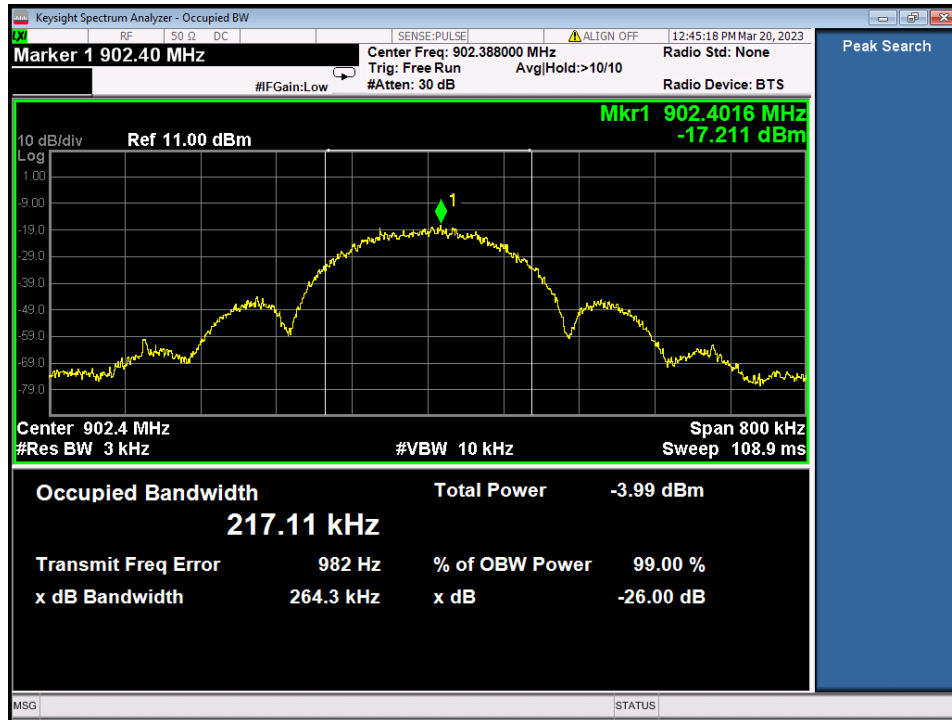 Keysight Spectrum Analyzer - Occupied BW
LXI RF 50 Ω DC SENSE:PULSE ALIGN OFF 12:45:18 PM Mar 20, 2023
Marker 1 902.40 MHz
Center Freq: 902.388000 MHz
Radio Std: None
Trig: Free Run Avg|Hold:>10/10
#IFGain:Low
#Atten: 30 dB
Radio Device: BTS
Peak Search
Mkr1 902.4016 MHz
-17.211 dBm
10 dB/div Ref 11.00 dBm
Log
1.00
-9.00
1
-19.0
-29.0
-39.0
-49.0
-59.0
-69.0
-79.0
Center 902.4 MHz Span 800 kHz
#Res BW 3 kHz #VBW 10 kHz Sweep 108.9 ms
Occupied Bandwidth Total Power -3.99 dBm
217.11 kHz
Transmit Freq Error 982 Hz % of OBW Power 99.00 %
x dB Bandwidth 264.3 kHz x dB -26.00 dB
MSG STATUS